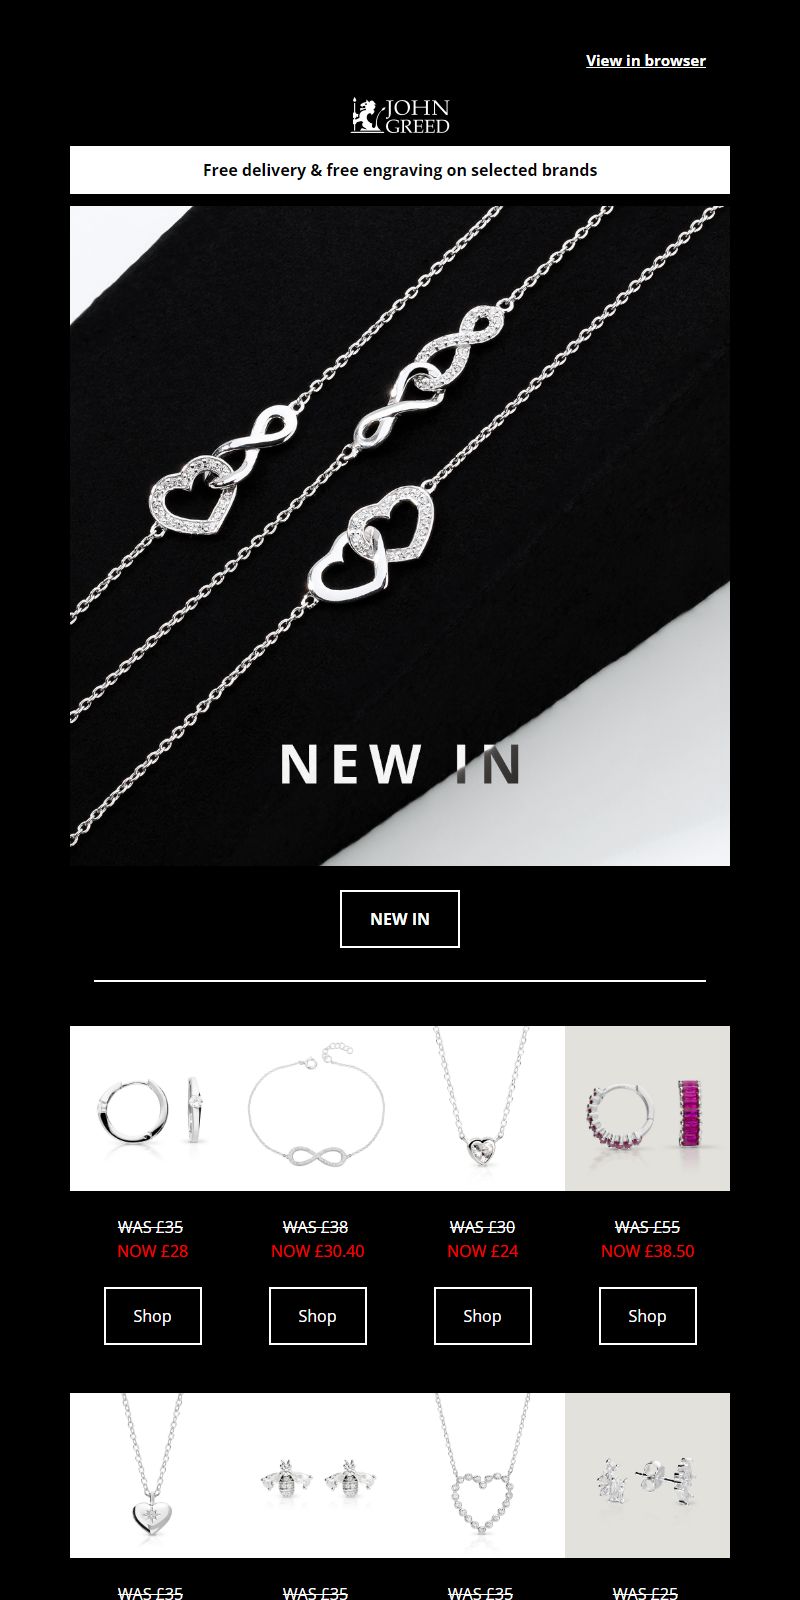 View in browser
JOHN
GREED
Free delivery & free engraving on selected brands
NEW IN
NEW IN
WAS £35 WAS £38 WAS £30 WAS £55
NOW £28 NOW £30.40 NOW £24 NOW £38.50
Shop Shop Shop Shop
WAS £35 WAS £35 WAS £35 WAS £25